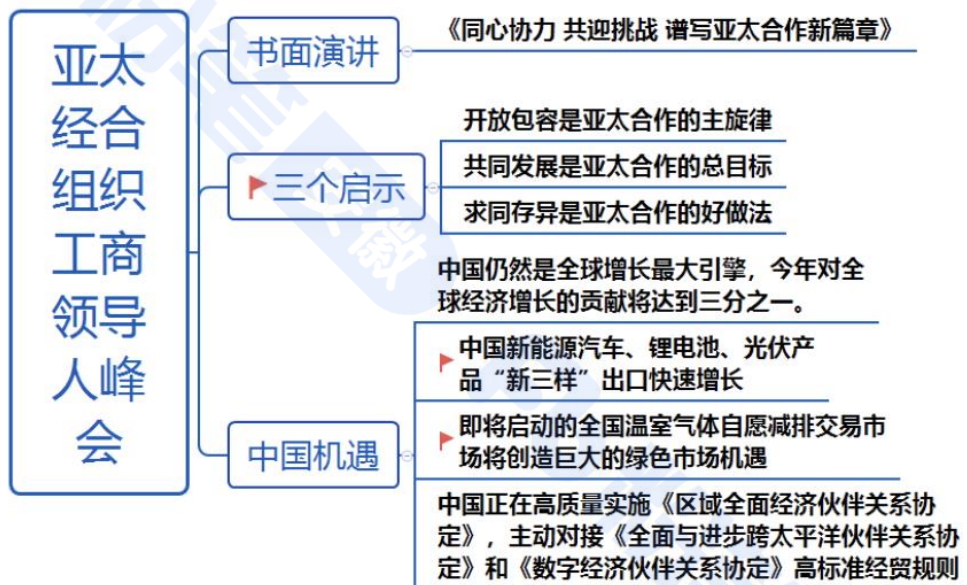 亚太
经合
组织
工商
领导
人峰
会
书面演讲
《同心协力 共迎挑战 谱写亚太合作新篇章》
三个启示
开放包容是亚太合作的主旋律
共同发展是亚太合作的总目标
求同存异是亚太合作的好做法
中国机遇
中国仍然是全球增长最大引擎，今年对全
球经济增长的贡献将达到三分之一。
中国新能源汽车、锂电池、光伏产
品“新三样”出口快速增长
即将启动的全国温室气体自愿减排交易市
场将创造巨大的绿色市场机遇
中国正在高质量实施《区域全面经济伙伴关系协
定》，主动对接《全面与进步跨太平洋伙伴关系协
定》和《数字经济伙伴关系协定》高标准经贸规则